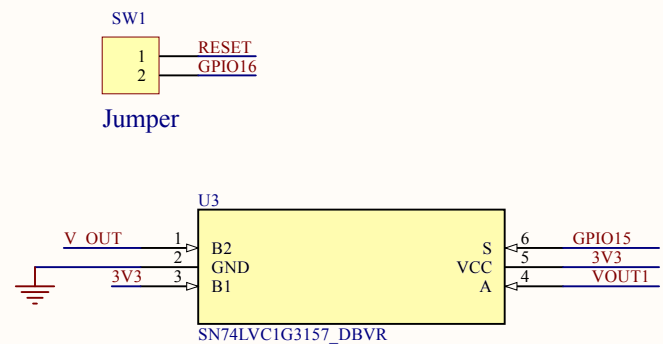 SW1
1 RESET
2 GPIO16
Jumper
U3
V_OUT 1 B2 S 6 GPIO15
2 GND VCC 5 3V3
3V3 3 B1 A 4 VOUT1
SN74LVC1G3157_DBVR